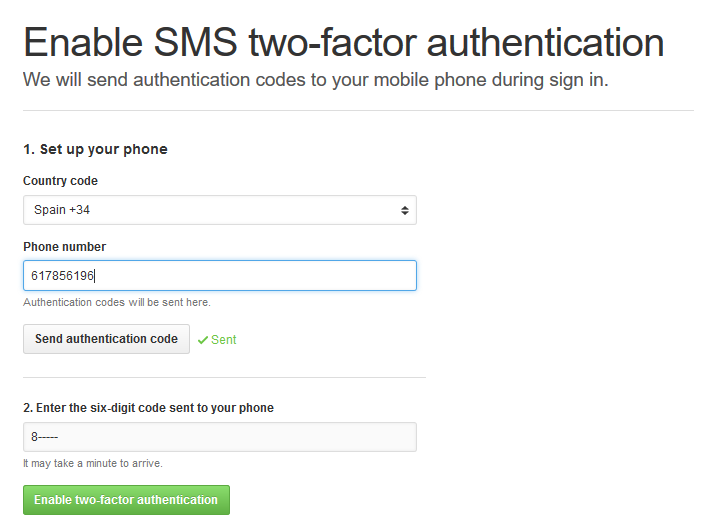 Enable SMS two-factor authentication
We will send authentication codes to your mobile phone during sign in.
1. Set up your phone
Country code
Spain +34
Phone number
617856196
Authentication codes will be sent here.
Send authentication code
Sent
2. Enter the six-digit code sent to your phone
8-----
It may take a minute to arrive.
Enable two-factor authentication